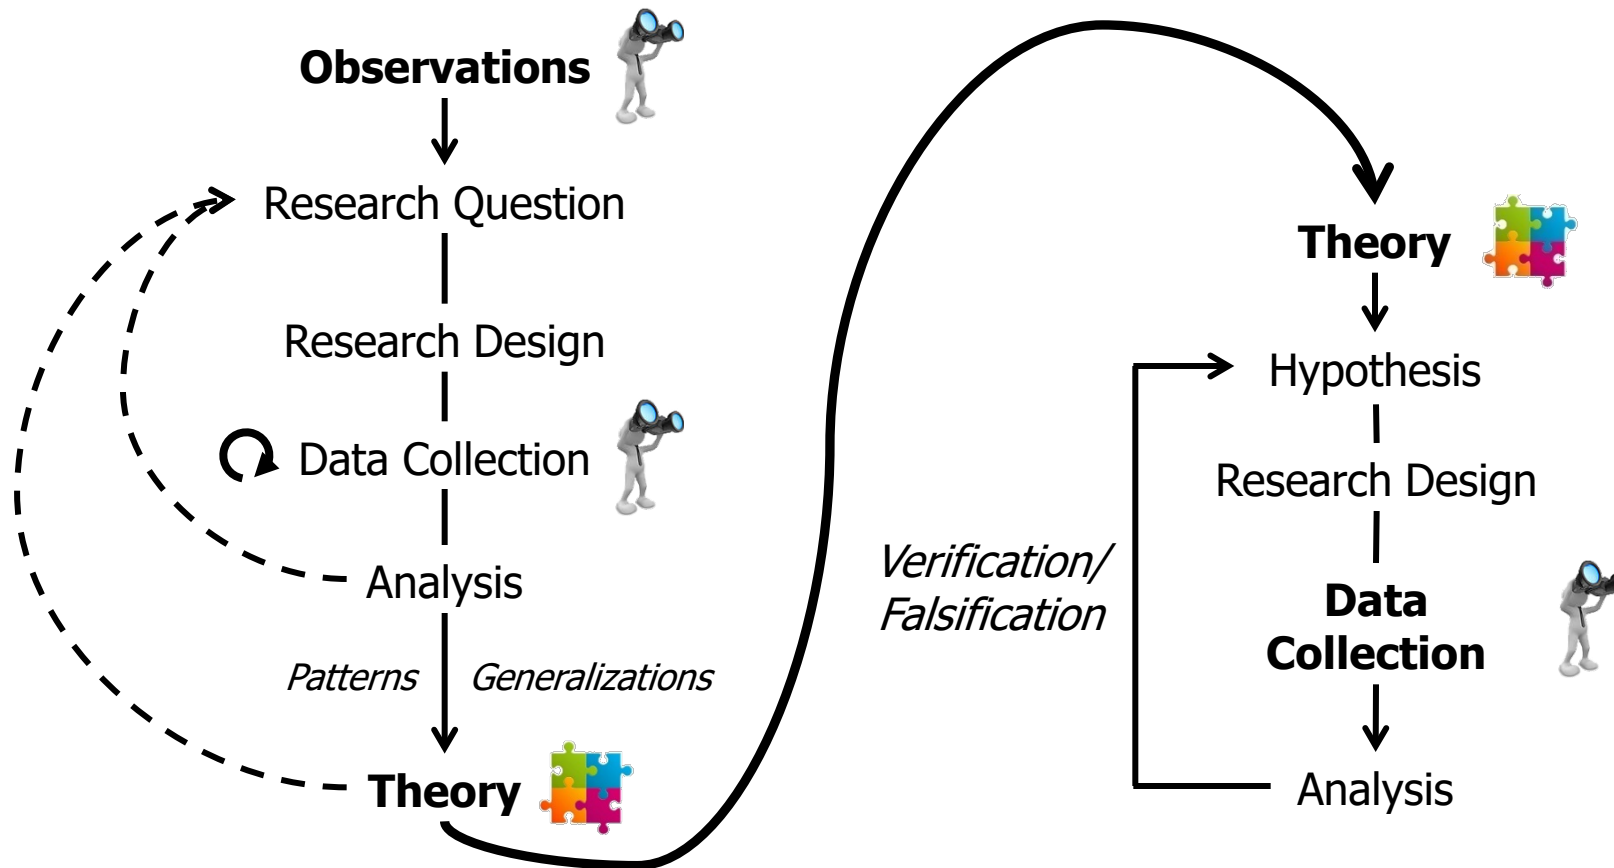 Observations
Research Question
Research Design
Data Collection
Analysis
Patterns Generalizations
Theory
Theory
Hypothesis
Research Design
Verification/
Falsification
Data
Collection
Analysis